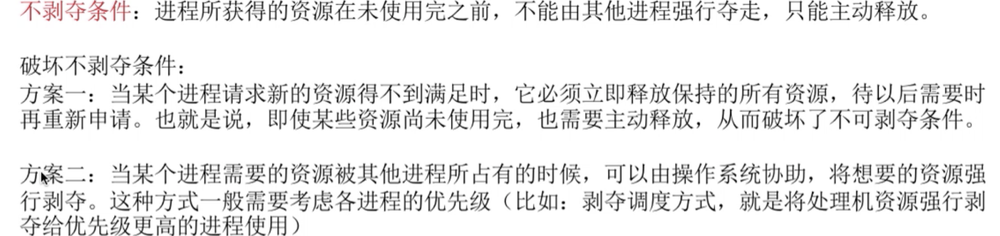 不剥夺条件：进程所获得的资源在未使用完之前，不能由其他进程强行夺走，只能主动释放。
破坏不剥夺条件：
方案一：当某个进程请求新的资源得不到满足时，它必须立即释放保持的所有资源，待以后需要时
再重新申请。也就是说，即使某些资源尚未使用完，也需要主动释放，从而破坏了不可剥夺条件。
方案二：当某个进程需要的资源被其他进程所占有的时候，可以由操作系统协助，将想要的资源强
行剥夺。这种方式一般需要考虑各进程的优先级（比如：剥夺调度方式，就是将处理机资源强行剥
夺给优先级更高的进程使用）